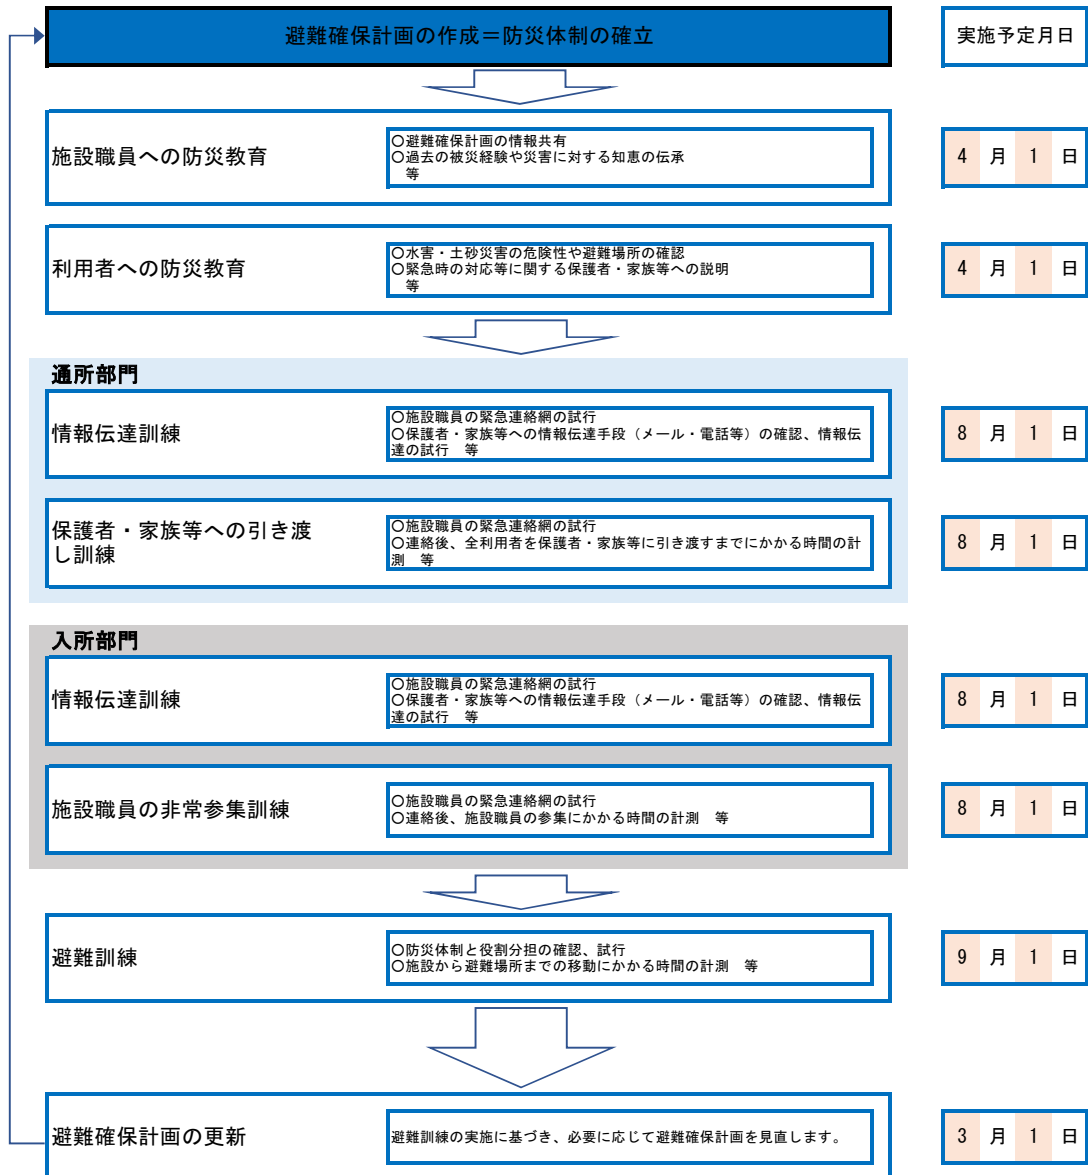 避難確保計画の作成＝防災体制の確立
実施予定月日
施設職員への防災教育
○避難確保計画の情報共有
○過去の被災経験や災害に対する知恵の伝承
等
4 月 1 日
利用者への防災教育
○水害・土砂災害の危険性や避難場所の確認
○緊急時の対応等に関する保護者・家族等への説明
等
4 月 1 日
通所部門
情報伝達訓練
○施設職員の緊急連絡網の試行
○保護者・家族等への情報伝達手段（メール・電話等）の確認、情報伝
達の試行　等
8 月 1 日
保護者・家族等への引き渡
し訓練
○施設職員の緊急連絡網の試行
○連絡後、全利用者を保護者・家族等に引き渡すまでにかかる時間の計
測　等
8 月 1 日
入所部門
情報伝達訓練
○施設職員の緊急連絡網の試行
○保護者・家族等への情報伝達手段（メール・電話等）の確認、情報伝
達の試行　等
8 月 1 日
施設職員の非常参集訓練
○施設職員の緊急連絡網の試行
○連絡後、施設職員の参集にかかる時間の計測　等
8 月 1 日
避難訓練
○防災体制と役割分担の確認、試行
○施設から避難場所までの移動にかかる時間の計測　等
9 月 1 日
避難確保計画の更新
避難訓練の実施に基づき、必要に応じて避難確保計画を見直します。
3 月 1 日